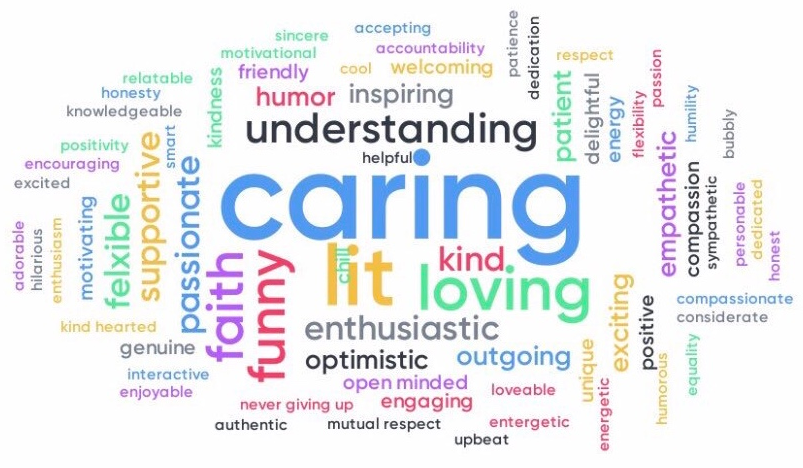 accepting
sincere
patience
dedication
accountability
motivational
respect
friendly
cool
welcoming
passion
relatable
honesty
kindness
humor
inspiring
patient
delightful
energy
flexibility
humility
knowledgeable
understanding
bubbly
positivity
smart
helpful
encouraging
supportive
passionate
caring
empathetic
compassion
sympathetic
excited
motivating
felxible
personable
dedicated
honest
adorable
hilarious
enthusiasm
faith
funny
chill
lit
kind
loving
exciting
positive
compassionate
considerate
kind hearted
enthusiastic
genuine
optimistic
outgoing
unique
equality
interactive
enjoyable
open minded
loveable
humorous
energetic
never giving up
engaging
authentic
mutual respect
entergetic
upbeat